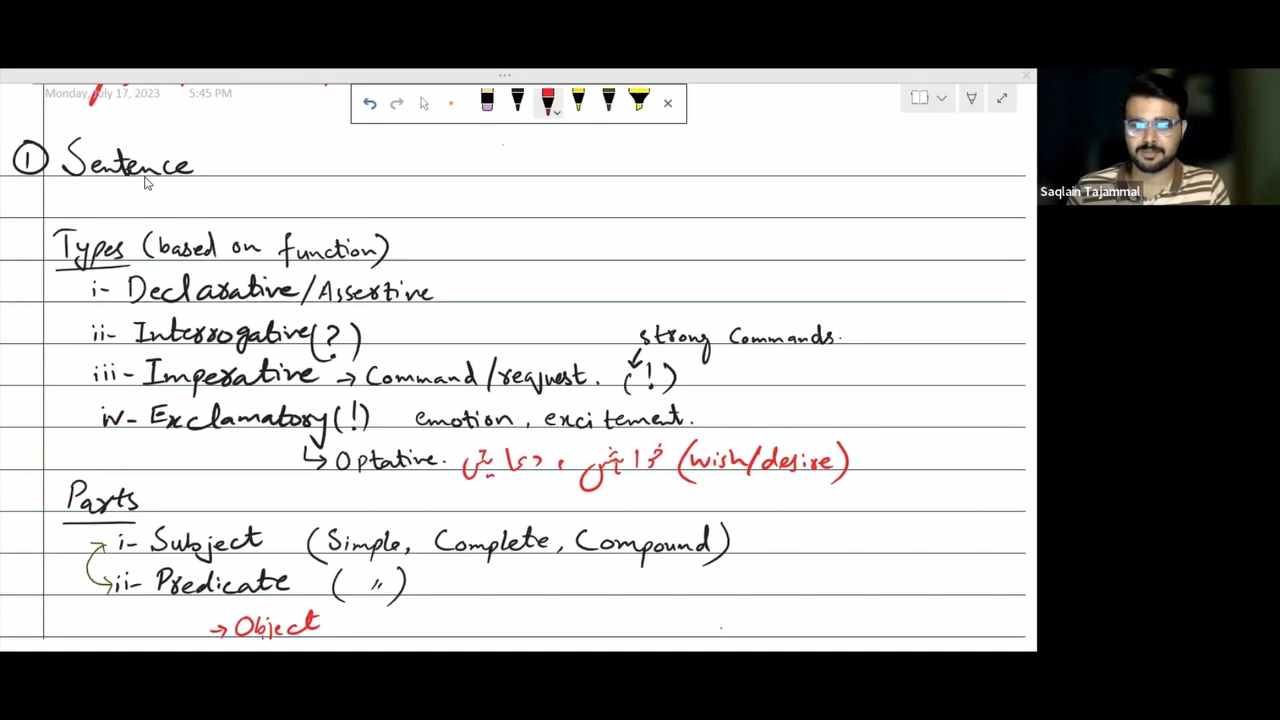 Monday, July 17, 2023 5:45 PM
① Sentence
Types (based on function)
i- Declarative/Assertive
ii- Interrogative(?)
strong Commands.
iii- Imperative → Command/request. (!)
iv- Exclamatory(!) emotion, excitement.
↳ Optative. دعائیں ، خواہش (wish/desire)
Parts
i- Subject (Simple, Complete, Compound)
ii- Predicate (〃 )
→ Object
Saqlain Tajammal